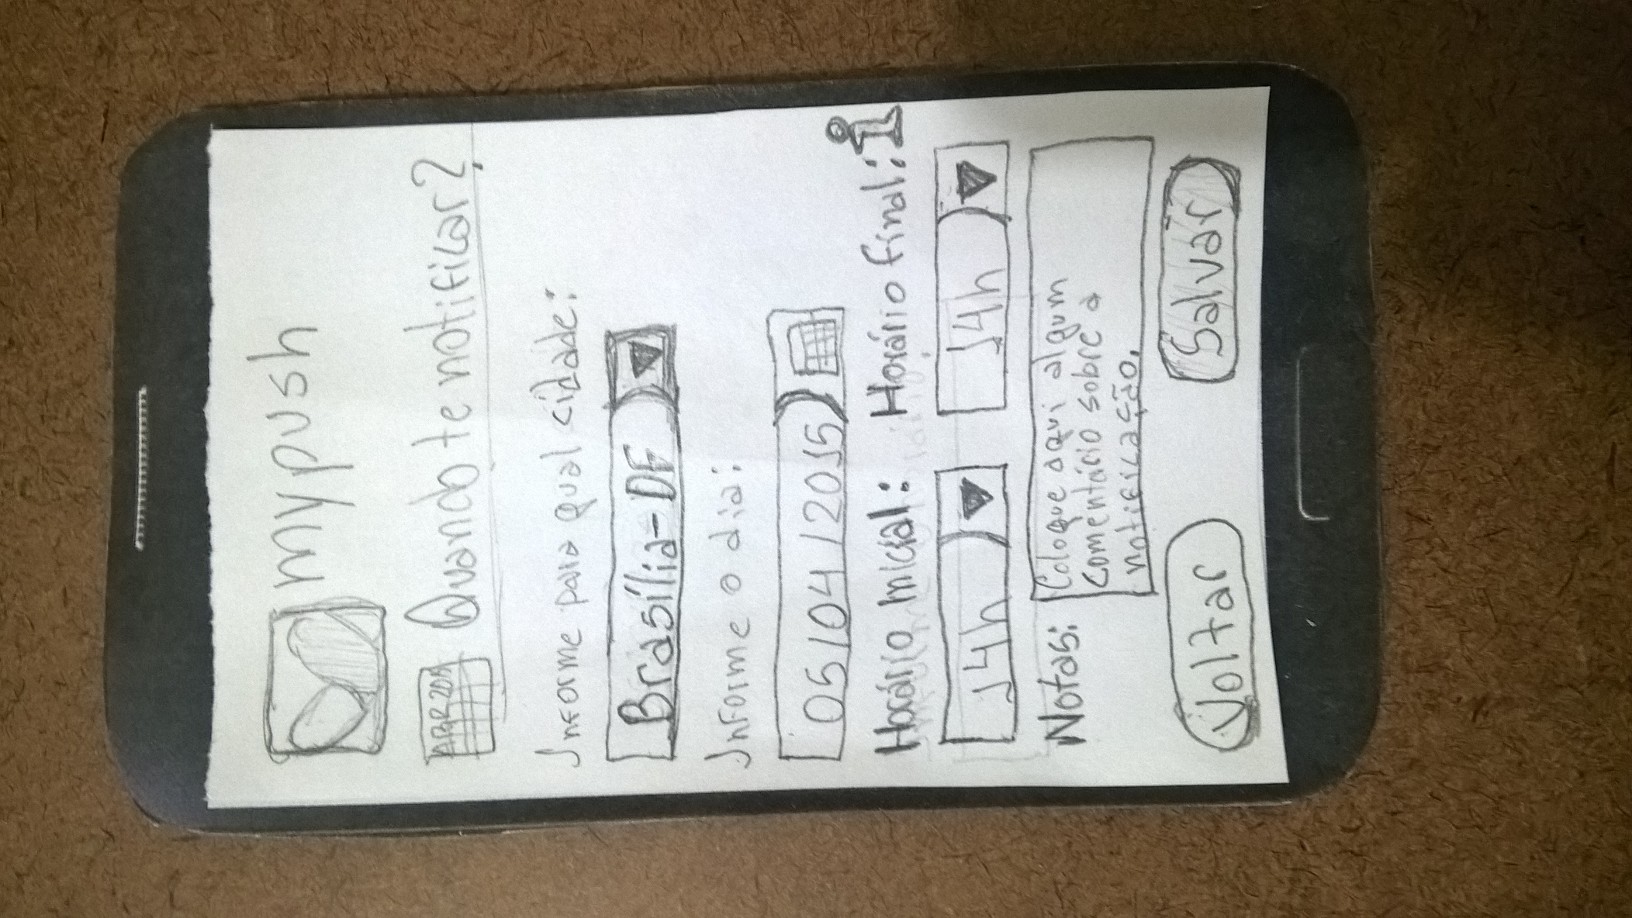 mypush
ABR 2015
Quando te notificar?
Informe para qual cidade:
Brasília-DF
Informe o dia:
05/04/2015
Horário Inicial: Horário final:
14h 14h
Notas: Coloque aqui algum
comentário sobre a
notificação.
Voltar Salvar